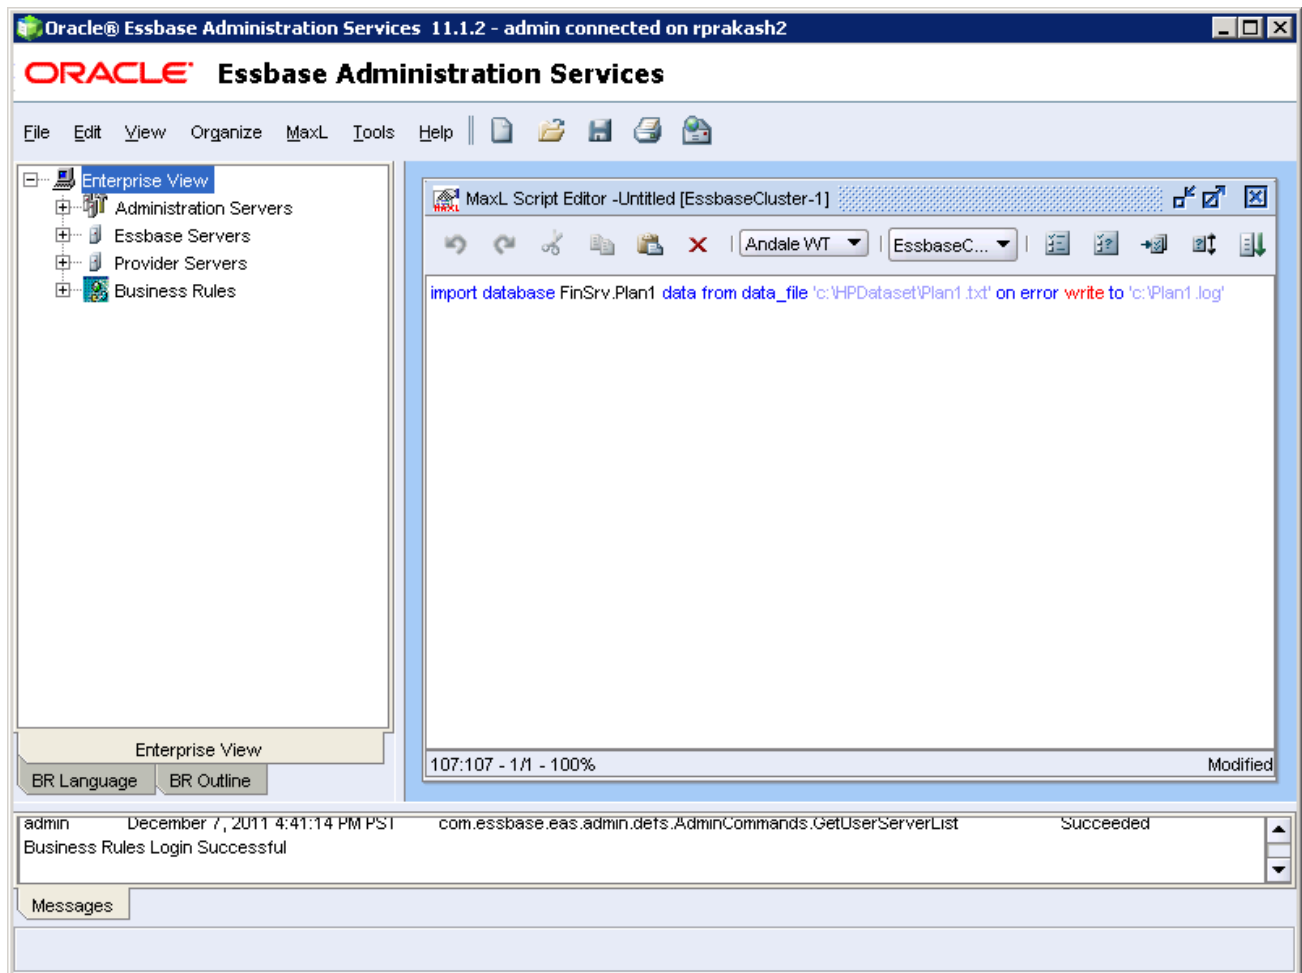 Oracle® Essbase Administration Services 11.1.2 - admin connected on rprakash2
ORACLE® Essbase Administration Services
File Edit View Organize MaxL Tools Help
Enterprise View
Administration Servers
Essbase Servers
Provider Servers
Business Rules
Enterprise View
BR Language BR Outline
MAXL MaxL Script Editor -Untitled [EssbaseCluster-1]
Andale WT EssbaseC...
import database FinSrv.Plan1 data from data_file 'c:\HPDataset\Plan1.txt' on error write to 'c:\Plan1.log'
107:107 - 1/1 - 100% Modified
admin December 7, 2011 4:41:14 PM PST com.essbase.eas.admin.defs.AdminCommands.GetUserServerList Succeeded
Business Rules Login Successful
Messages